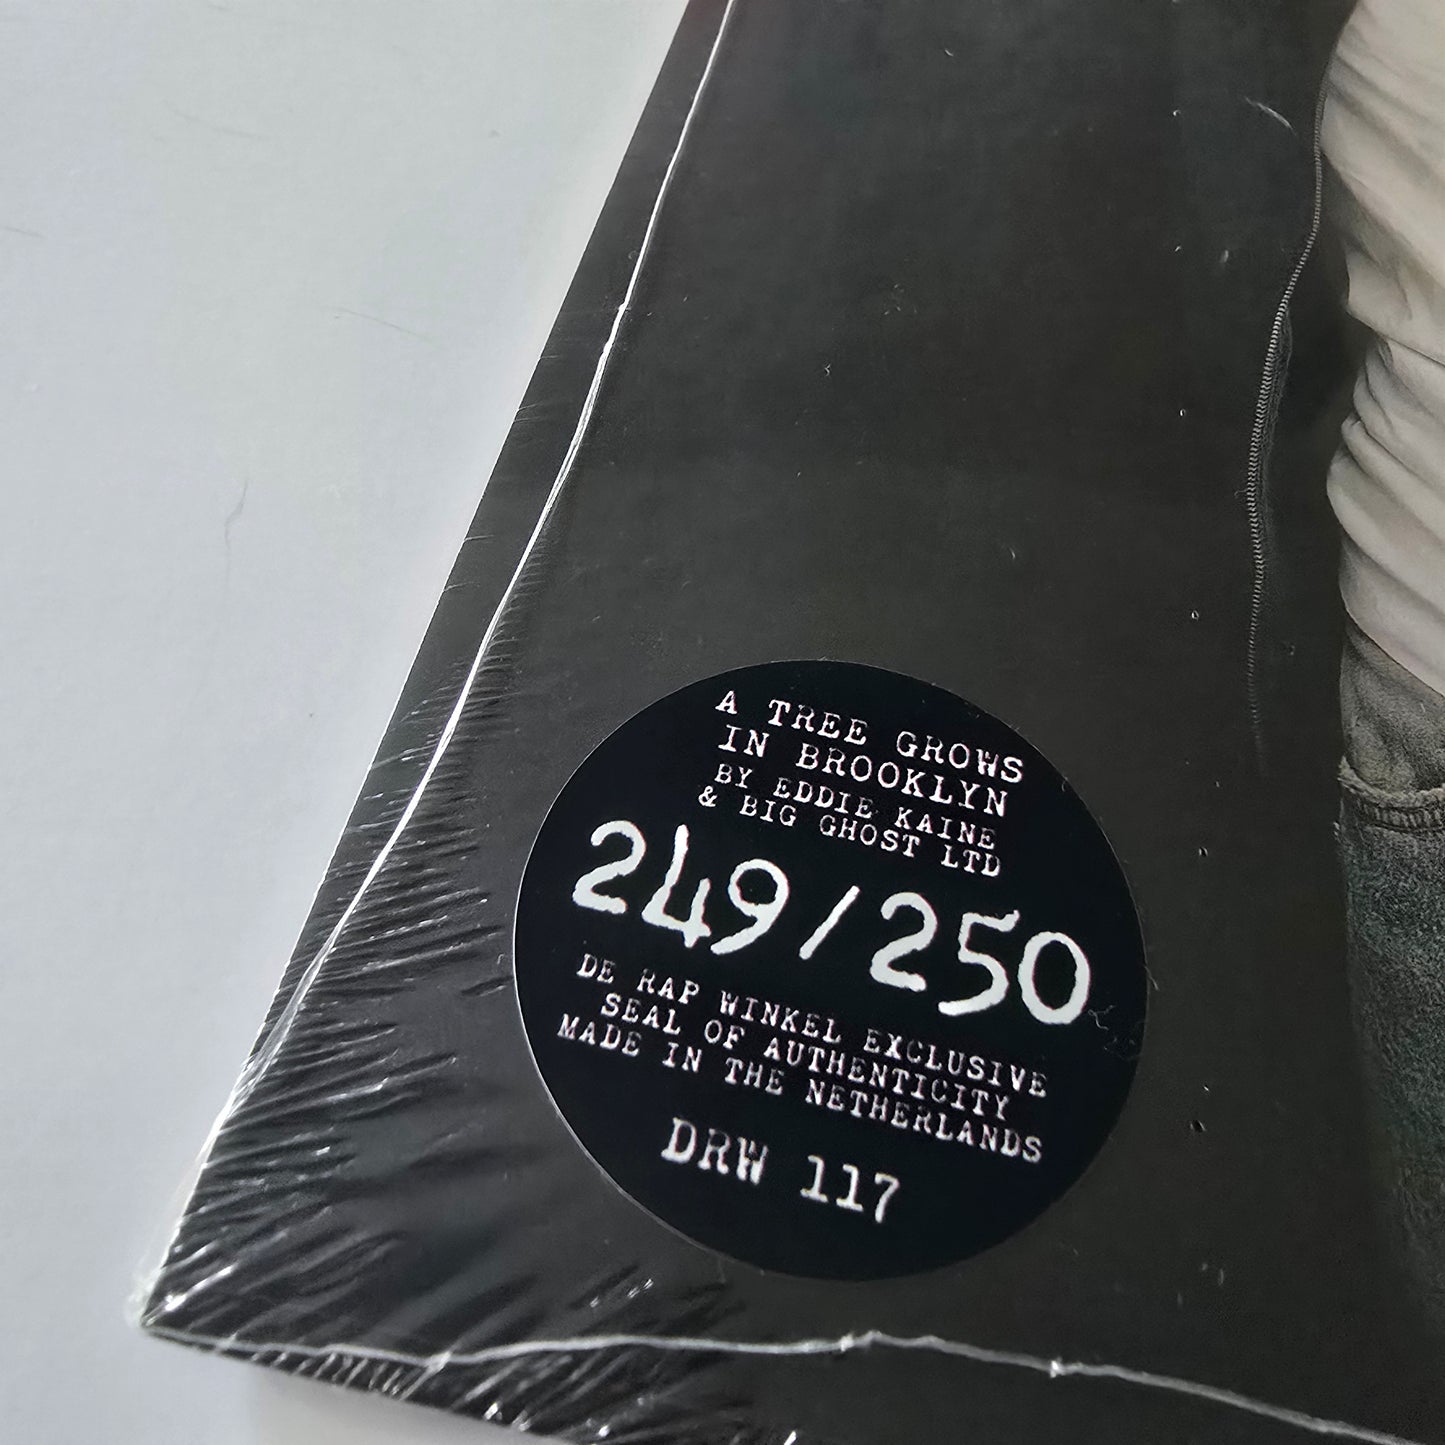 A TREE GROWS
IN BROOKLYN
BY EDDIE KAINE
& BIG GHOST LTD
249/250
DE RAP WINKEL EXCLUSIVE
SEAL OF AUTHENTICITY
MADE IN THE NETHERLANDS
DRW 117